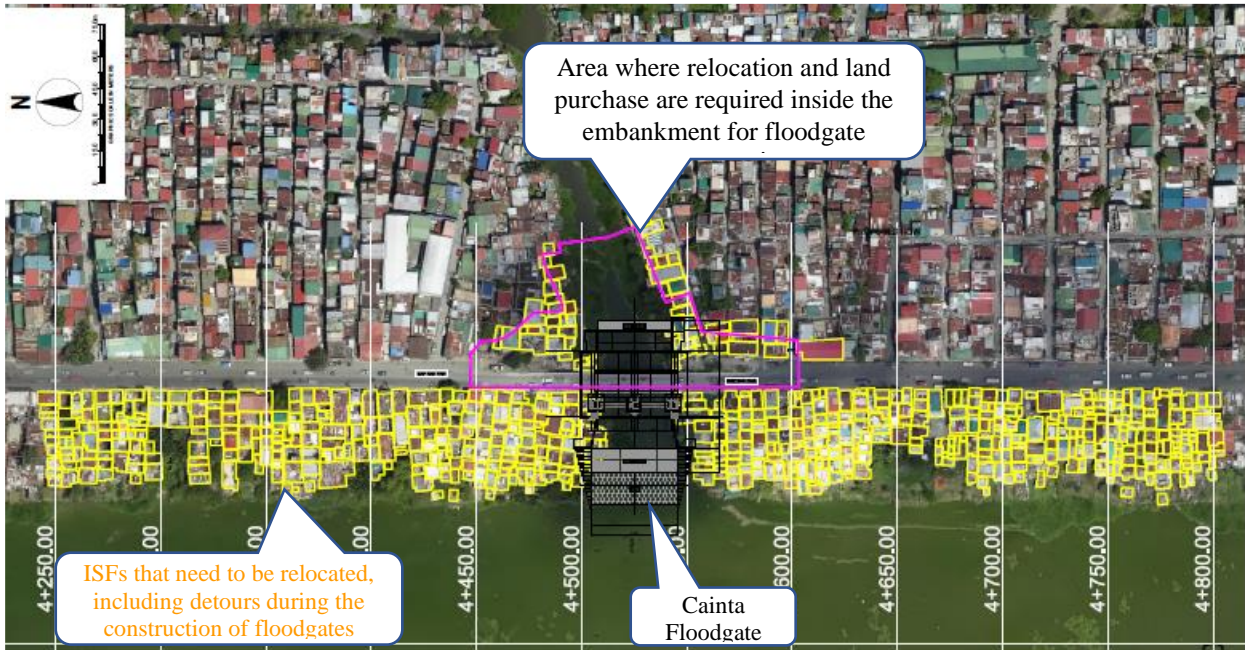 N
Area where relocation and land
purchase are required inside the
embankment for floodgate
4+250.00
4+450.00
4+500.00
600.00
4+650.00
4+700.00
4+750.00
4+800.00
ISFs that need to be relocated,
including detours during the
construction of floodgates
Cainta
Floodgate